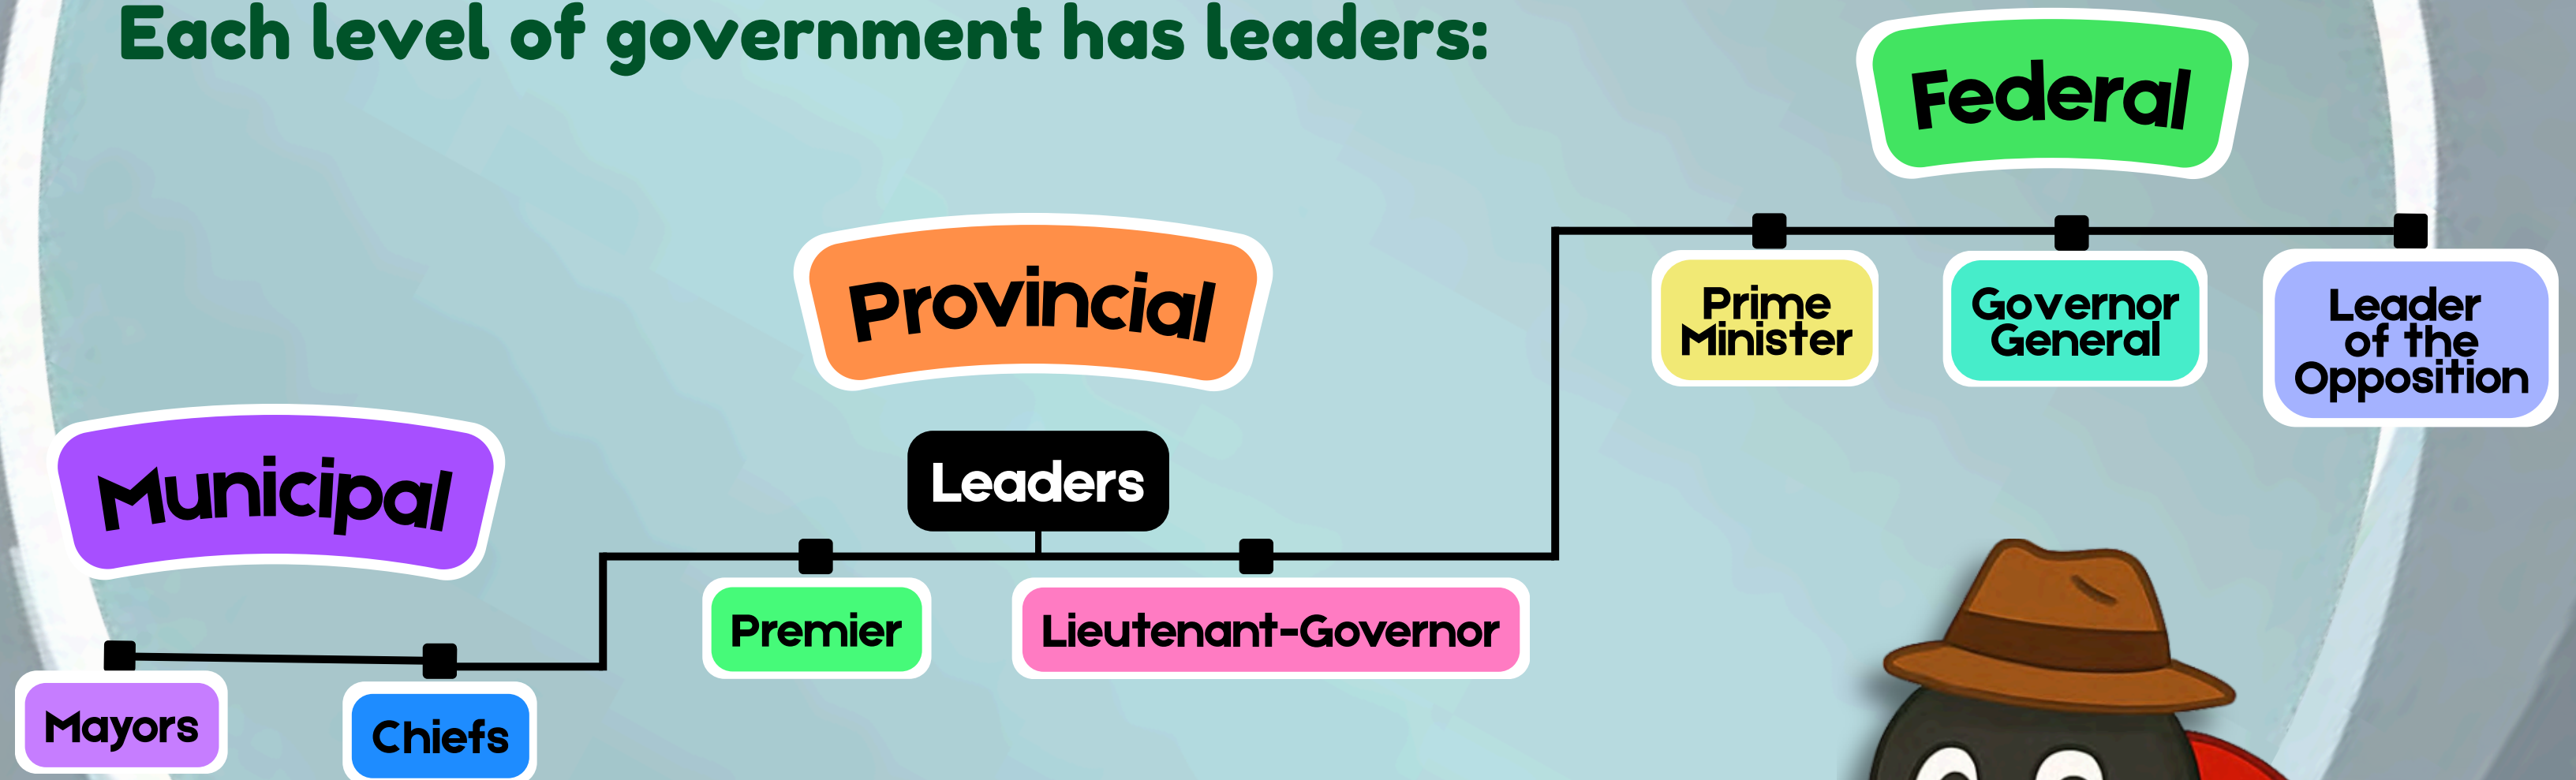 Each level of government has leaders:
Federal
Prime
Minister
Governor
General
Leader
of the
Opposition
Provincial
Leaders
Premier
Lieutenant-Governor
Municipal
Mayors
Chiefs